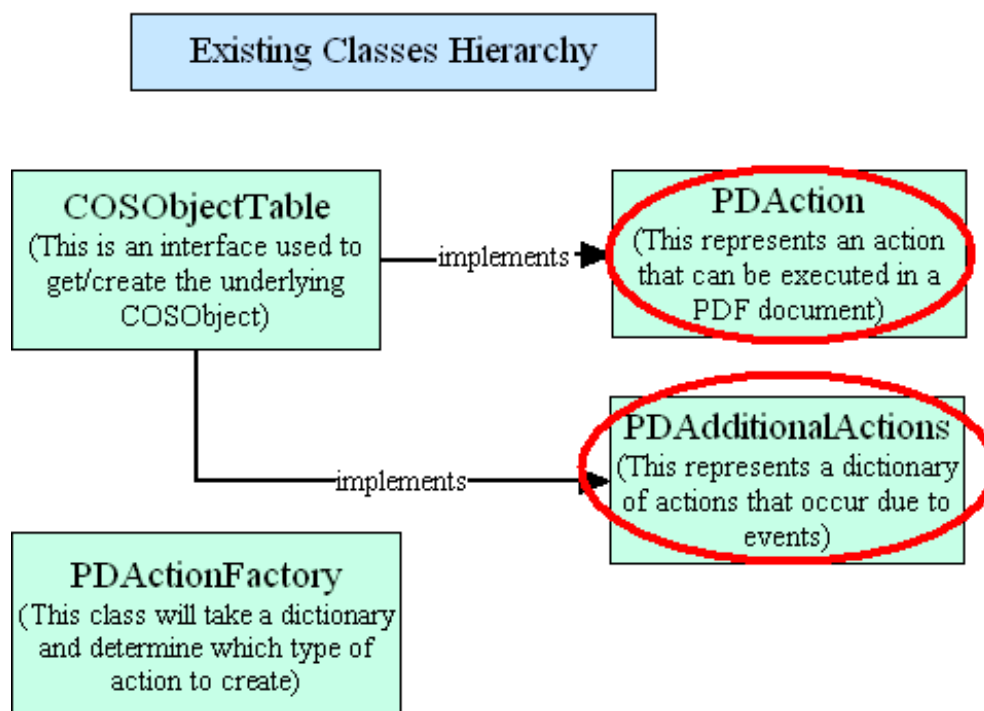 Existing Classes Hierarchy
COSObjectTable
(This is an interface used to
get/create the underlying
COSObject)
implements
PDAction
(This represents an action
that can be executed in a
PDF document)
implements
PDAdditionalActions
(This represents a dictionary
of actions that occur due to
events)
PDActionFactory
(This class will take a dictionary
and determine which type of
action to create)